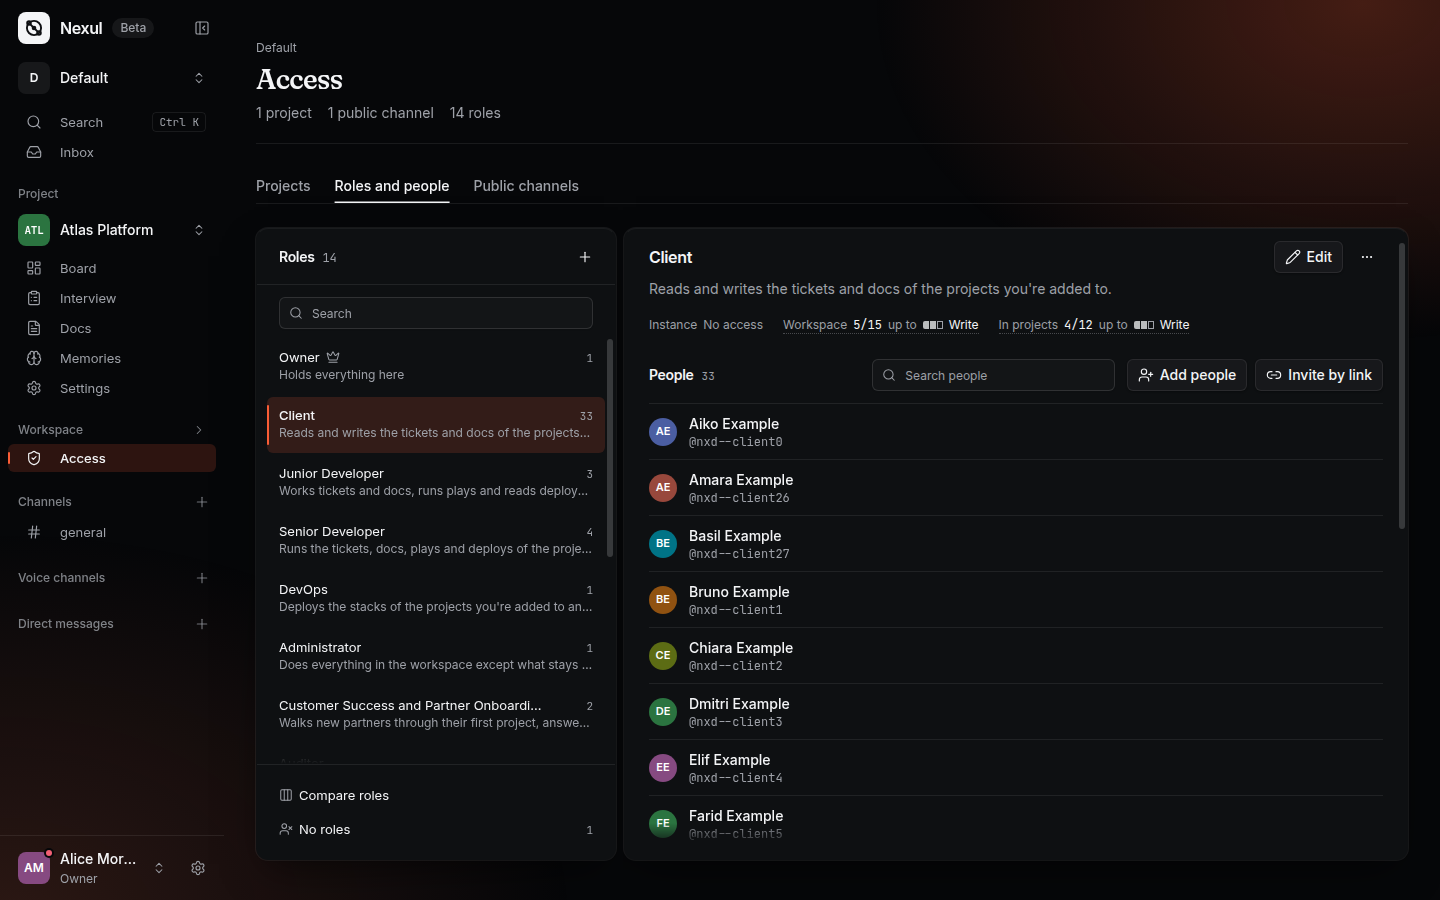 Nexul Beta
D Default
Search Ctrl K
Inbox
Project
ATL Atlas Platform
Board
Interview
Docs
Memories
Settings
Workspace
Access
Channels
general
Voice channels
Direct messages
AM Alice Mor...
Owner
Default
Access
1 project 1 public channel 14 roles
Projects Roles and people Public channels
Roles 14
Search
Owner 1
Holds everything here
Client 33
Reads and writes the tickets and docs of the projects...
Junior Developer 3
Works tickets and docs, runs plays and reads deploy...
Senior Developer 4
Runs the tickets, docs, plays and deploys of the proje...
DevOps 1
Deploys the stacks of the projects you're added to an...
Administrator 1
Does everything in the workspace except what stays ...
Customer Success and Partner Onboardi... 2
Walks new partners through their first project, answe...
Compare roles
No roles 1
Client Edit
Reads and writes the tickets and docs of the projects you're added to.
Instance No access Workspace 5/15 up to Write In projects 4/12 up to Write
People 33 Search people Add people Invite by link
AE Aiko Example
@nxd--client0
AE Amara Example
@nxd--client26
BE Basil Example
@nxd--client27
BE Bruno Example
@nxd--client1
CE Chiara Example
@nxd--client2
DE Dmitri Example
@nxd--client3
EE Elif Example
@nxd--client4
FE Farid Example
@nxd--client5